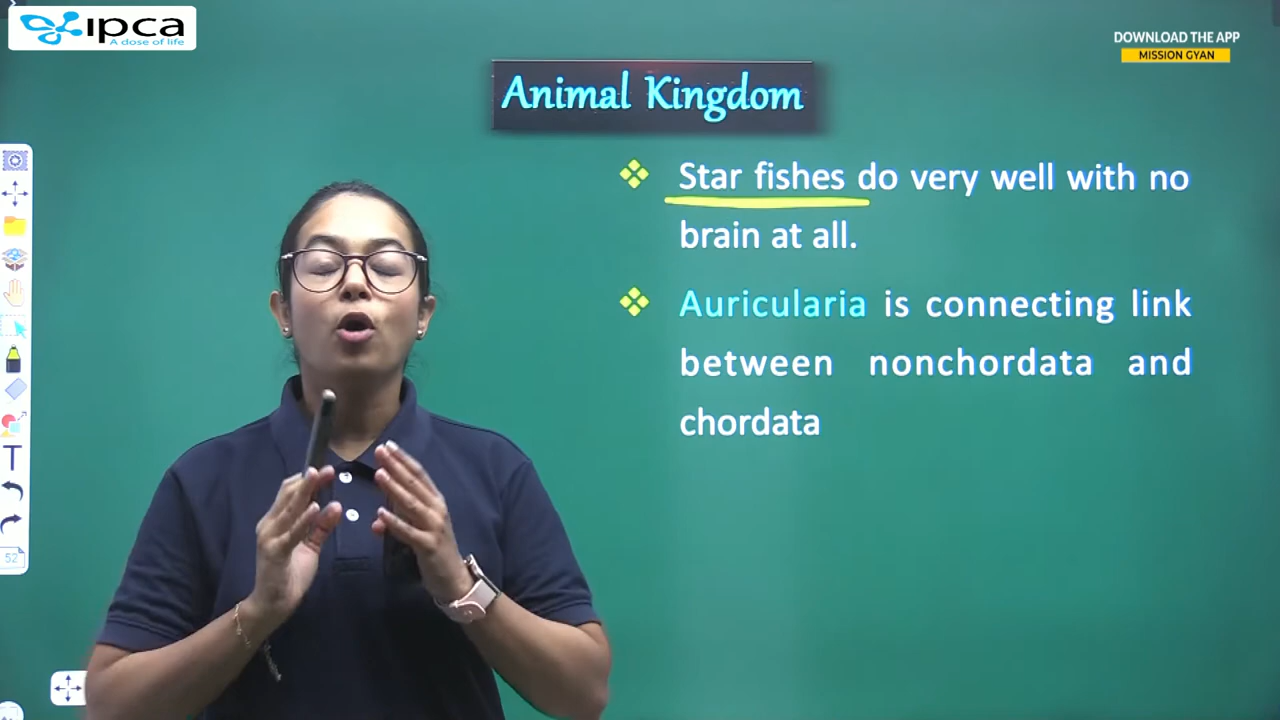 ipca
A dose of life
DOWNLOAD THE APP
MISSION GYAN
Animal Kingdom
Star fishes do very well with no
brain at all.
Auricularia is connecting link
between nonchordata and
chordata
T
52